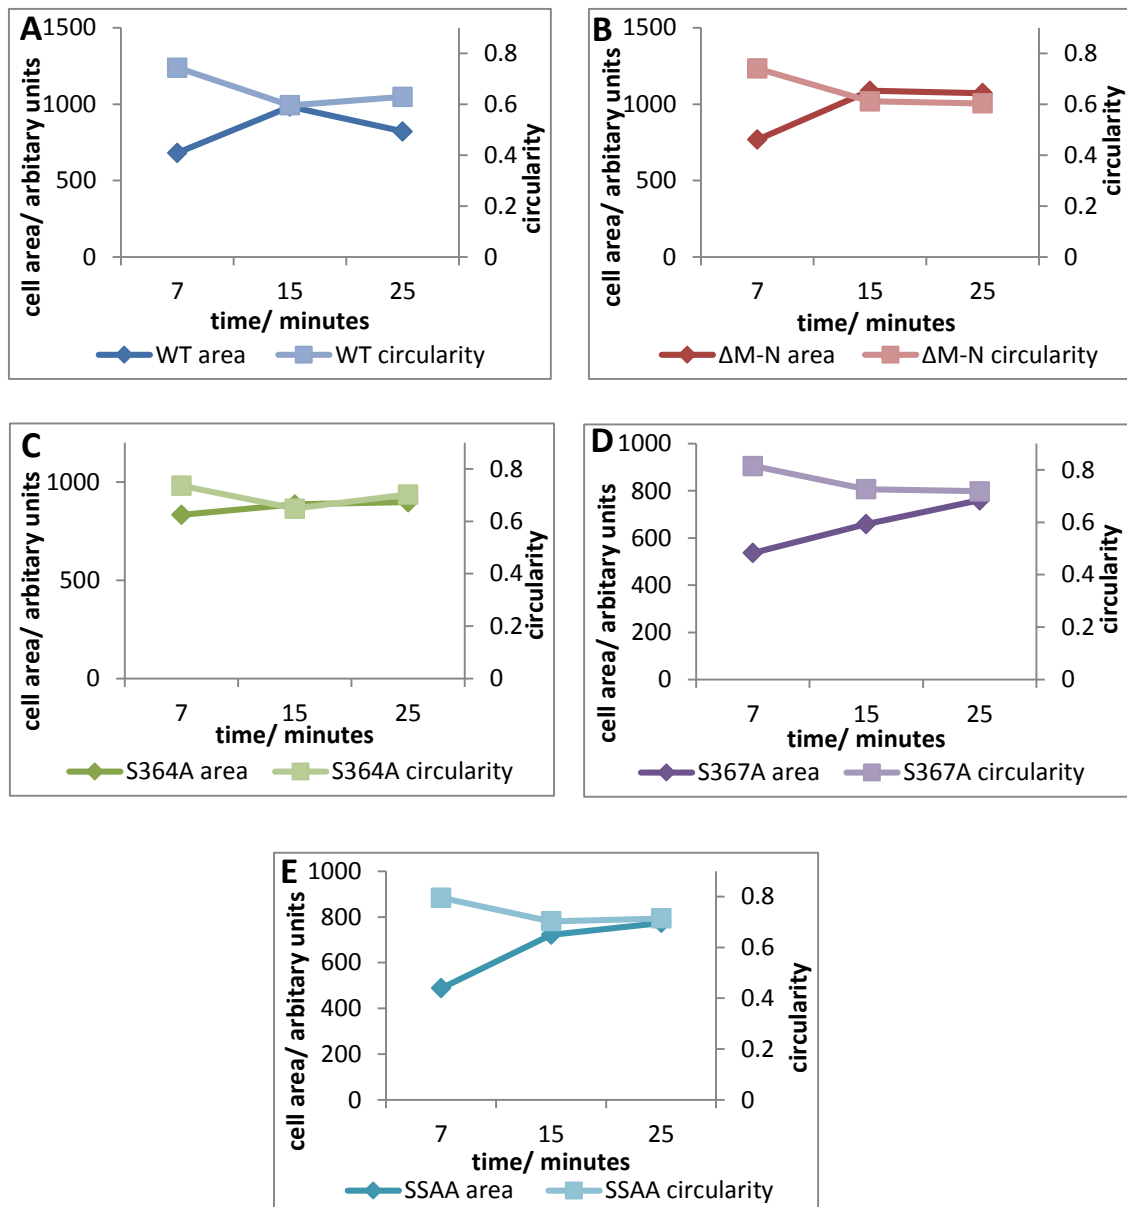 A
cell area/ arbitary units
1500
1000
500
0
0.8
0.6
0.4
0.2
0
circularity
7 15 25
time/ minutes
WT area WT circularity
B
cell area/ arbitary units
1500
1000
500
0
0.8
0.6
0.4
0.2
0
circularity
7 15 25
time/ minutes
ΔM-N area ΔM-N circularity
C
cell area/ arbitary units
1000
500
0
0.8
0.6
0.4
0.2
0
circularity
7 15 25
time/ minutes
S364A area S364A circularity
D
cell area/ arbitary units
1000
800
600
400
200
0
0.8
0.6
0.4
0.2
0
circularity
7 15 25
time/ minutes
S367A area S367A circularity
E
cell area/ arbitary units
1000
800
600
400
200
0
0.8
0.6
0.4
0.2
0
circularity
7 15 25
time/ minutes
SSAA area SSAA circularity